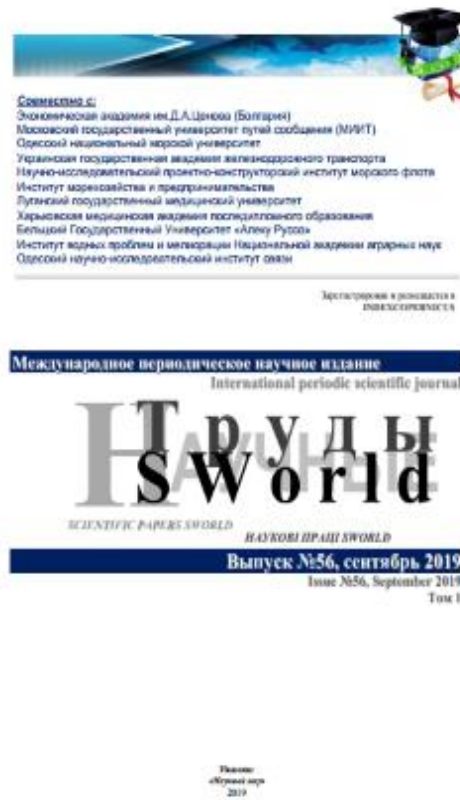 Совместно с:
Экономическая академия им.Д.А.Ценова (Болгария)
Московский государственный университет путей сообщения (МИИТ)
Одесский национальный морской университет
Украинская государственная академия железнодорожного транспорта
Научно-исследовательский проектно-конструкторский институт морского флота
Институт морехозяйства и предпринимательства
Луганский государственный медицинский университет
Харьковская медицинская академия последипломного образования
Бельцкий Государственный Университет «Алеку Руссо»
Институт водных проблем и мелиорации Национальной академии аграрных наук
Одесский научно-исследовательский институт связи
INDEXCOPERNICUS
Международное периодическое научное издание
International periodic scientific journal
НАУЧНЫЕ
Труды
SWorld
SCIENTIFIC PAPERS SWORLD
НАУКОВІ ПРАЦІ SWORLD
Выпуск №56, сентябрь 2019
Issue №56, September 2019
Том 1
2019